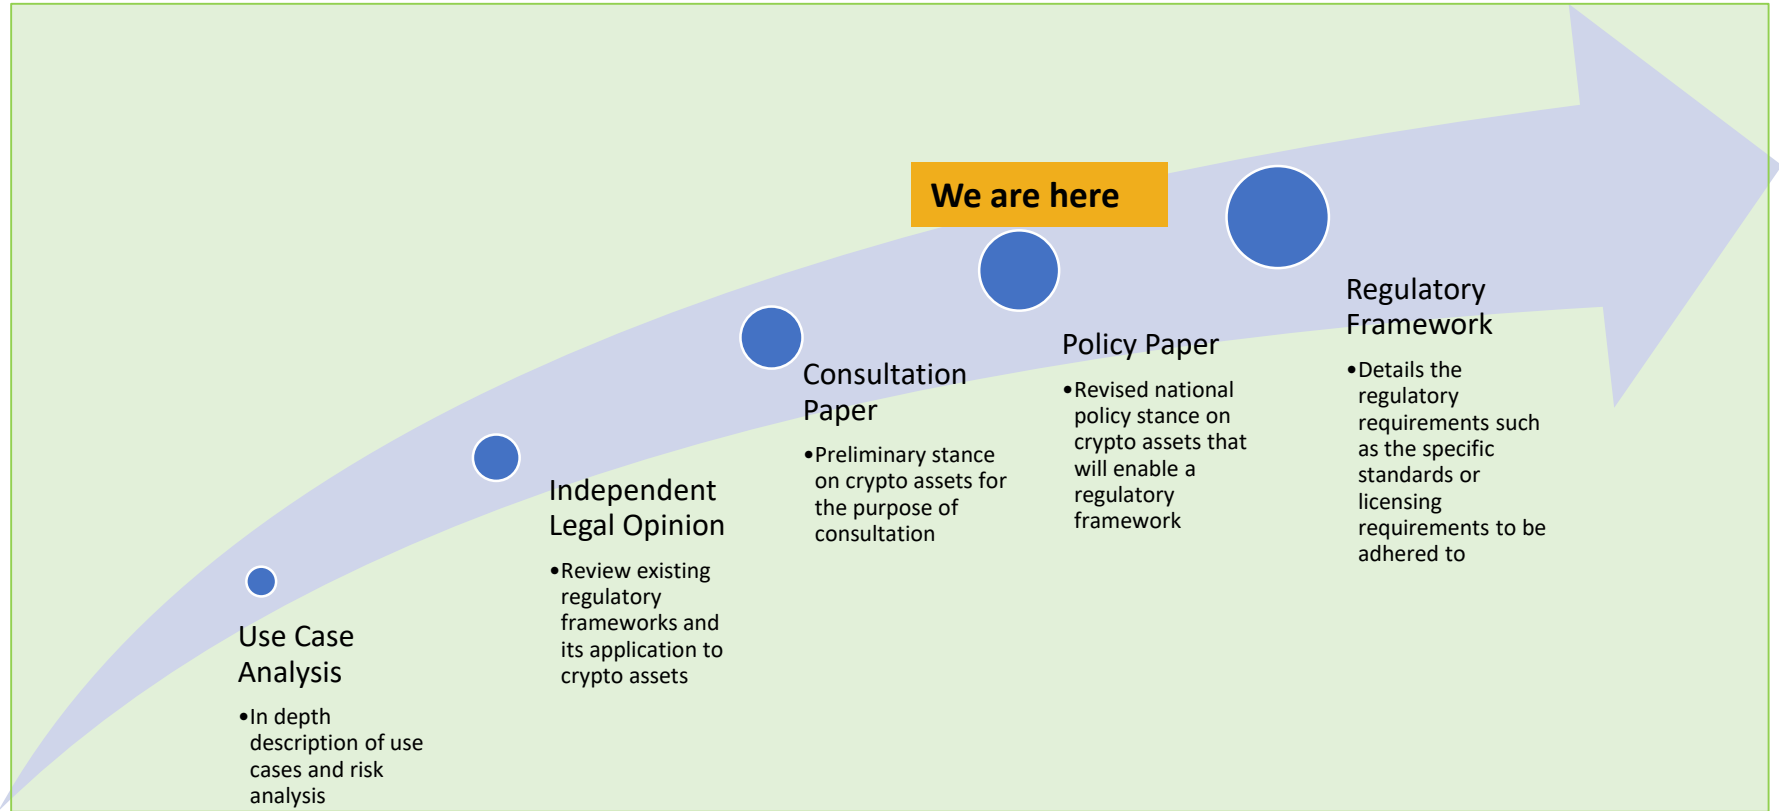 We are here
Use Case
Analysis
•In depth
description of use
cases and risk
analysis
Independent
Legal Opinion
•Review existing
regulatory
frameworks and
its application to
crypto assets
Consultation
Paper
•Preliminary stance
on crypto assets for
the purpose of
consultation
Policy Paper
•Revised national
policy stance on
crypto assets that
will enable a
regulatory
framework
Regulatory
Framework
•Details the
regulatory
requirements such
as the specific
standards or
licensing
requirements to be
adhered to